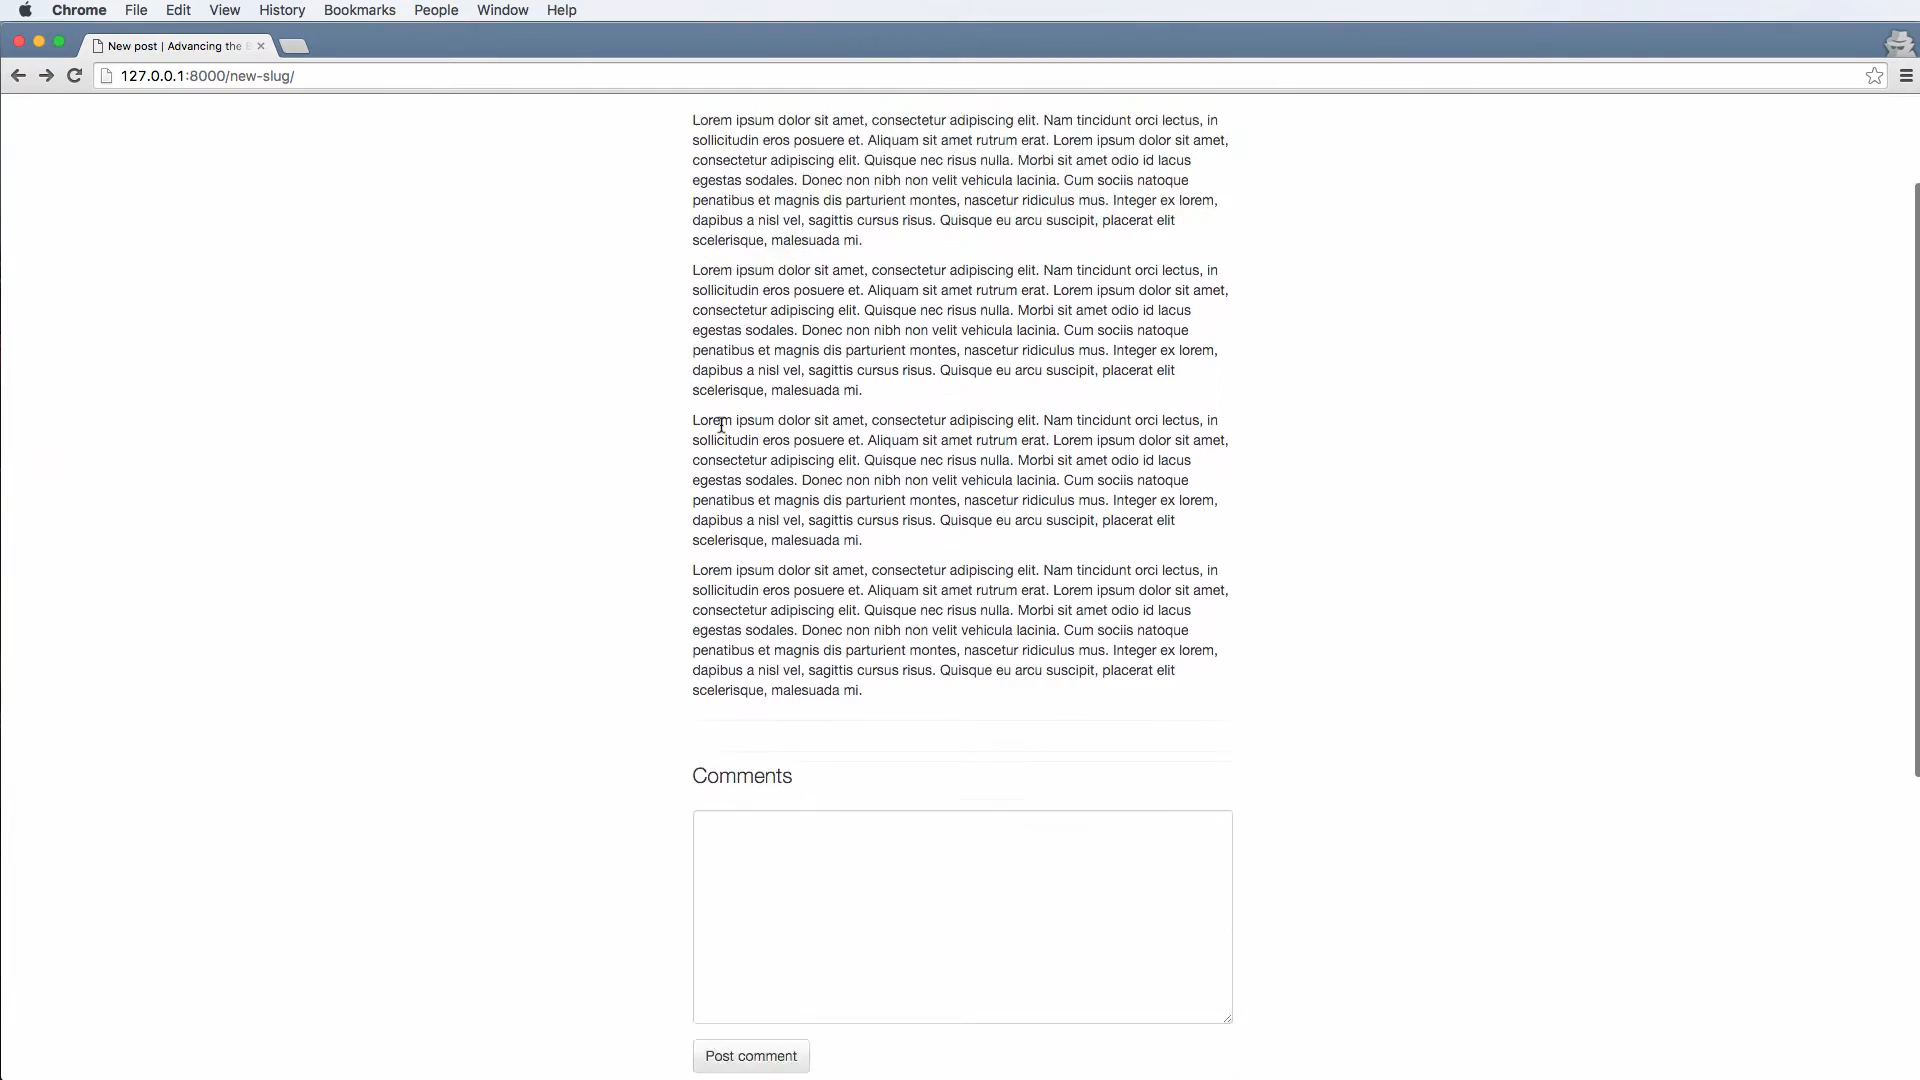 Chrome File Edit View History Bookmarks People Window Help
New post | Advancing the
127.0.0.1:8000/new-slug/
Lorem ipsum dolor sit amet, consectetur adipiscing elit. Nam tincidunt orci lectus, in
sollicitudin eros posuere et. Aliquam sit amet rutrum erat. Lorem ipsum dolor sit amet,
consectetur adipiscing elit. Quisque nec risus nulla. Morbi sit amet odio id lacus
egestas sodales. Donec non nibh non velit vehicula lacinia. Cum sociis natoque
penatibus et magnis dis parturient montes, nascetur ridiculus mus. Integer ex lorem,
dapibus a nisl vel, sagittis cursus risus. Quisque eu arcu suscipit, placerat elit
scelerisque, malesuada mi.
Lorem ipsum dolor sit amet, consectetur adipiscing elit. Nam tincidunt orci lectus, in
sollicitudin eros posuere et. Aliquam sit amet rutrum erat. Lorem ipsum dolor sit amet,
consectetur adipiscing elit. Quisque nec risus nulla. Morbi sit amet odio id lacus
egestas sodales. Donec non nibh non velit vehicula lacinia. Cum sociis natoque
penatibus et magnis dis parturient montes, nascetur ridiculus mus. Integer ex lorem,
dapibus a nisl vel, sagittis cursus risus. Quisque eu arcu suscipit, placerat elit
scelerisque, malesuada mi.
Lorem ipsum dolor sit amet, consectetur adipiscing elit. Nam tincidunt orci lectus, in
sollicitudin eros posuere et. Aliquam sit amet rutrum erat. Lorem ipsum dolor sit amet,
consectetur adipiscing elit. Quisque nec risus nulla. Morbi sit amet odio id lacus
egestas sodales. Donec non nibh non velit vehicula lacinia. Cum sociis natoque
penatibus et magnis dis parturient montes, nascetur ridiculus mus. Integer ex lorem,
dapibus a nisl vel, sagittis cursus risus. Quisque eu arcu suscipit, placerat elit
scelerisque, malesuada mi.
Lorem ipsum dolor sit amet, consectetur adipiscing elit. Nam tincidunt orci lectus, in
sollicitudin eros posuere et. Aliquam sit amet rutrum erat. Lorem ipsum dolor sit amet,
consectetur adipiscing elit. Quisque nec risus nulla. Morbi sit amet odio id lacus
egestas sodales. Donec non nibh non velit vehicula lacinia. Cum sociis natoque
penatibus et magnis dis parturient montes, nascetur ridiculus mus. Integer ex lorem,
dapibus a nisl vel, sagittis cursus risus. Quisque eu arcu suscipit, placerat elit
scelerisque, malesuada mi.
Comments
Post comment